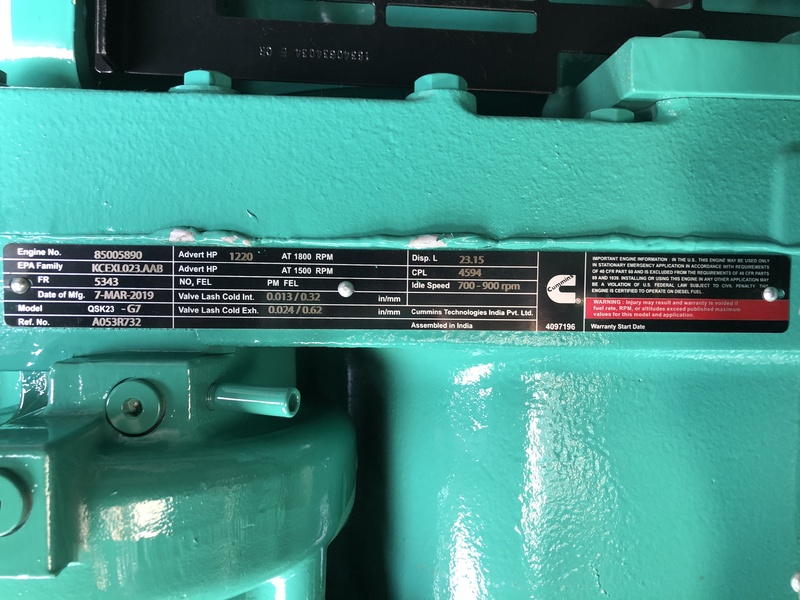 16640634034 E 06
Engine No. 85005890
EPA Family KCEXL023.AAB
FR 5343
Date of Mfg. 7-MAR-2019
Model QSK23 -G7
Ref. No. A053R732
Advert HP 1220 AT 1800 RPM
Advert HP AT 1500 RPM
NO, FEL PM FEL
Valve Lash Cold Int. 0.013 / 0.32 in/mm
Valve Lash Cold Exh. 0.024 / 0.62 in/mm
Disp. L 23.15
CPL 4594
Idle Speed 700 - 900 rpm
Cummins Technologies India Pvt. Ltd.
Assembled in India 4097196
Cummins
IMPORTANT ENGINE INFORMATION : IN THE U.S. THIS ENGINE MAY BE USED ONLY
IN STATIONARY EMERGENCY APPLICATION IN ACCORDANCE WITH REQUIREMENTS
OF 40 CFR PART 60 AND IS EXCLUDED FROM THE REQUIREMENTS OF 40 CFR PARTS
89 AND 1039. INSTALLING OR USING THIS ENGINE IN ANY OTHER APPLICATION MAY
BE A VIOLATION OF U.S. FEDERAL LAW SUBJECT TO CIVIL PENALTY THIS
ENGINE IS CERTIFIED TO OPERATE ON DIESEL FUEL.
WARNING : Injury may result and warranty is voided if
fuel rate, RPM, or altitudes exceed published maximum
values for this model and application.
Warranty Start Date